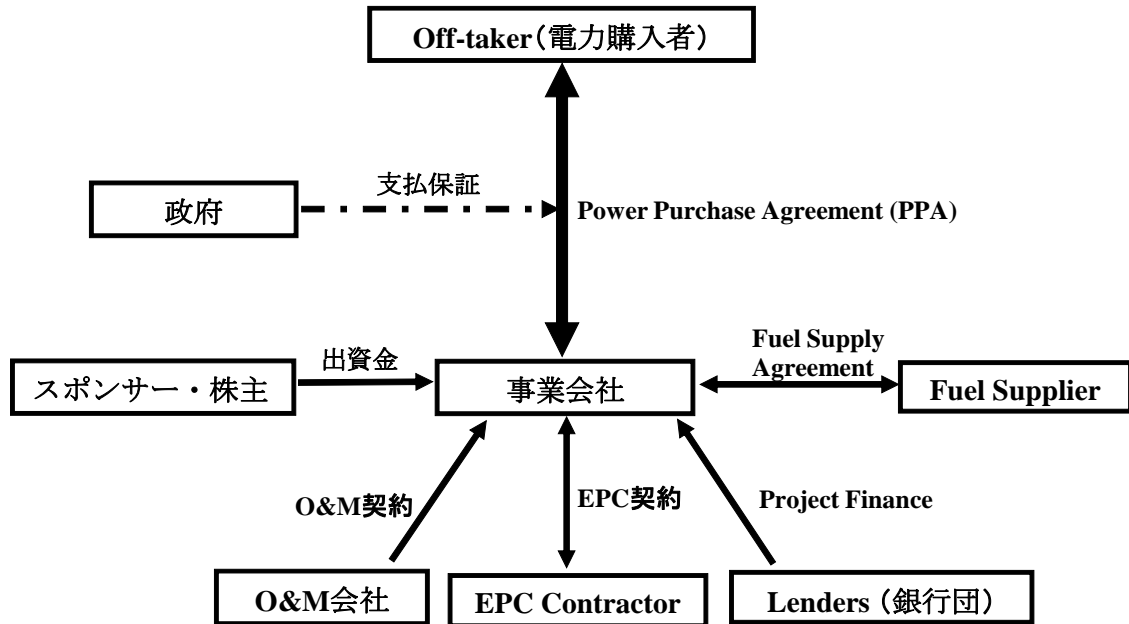 Off-taker（電力購入者）
支払保証
政府
Power Purchase Agreement (PPA)
出資金
Fuel Supply
Agreement
スポンサー・株主
事業会社
Fuel Supplier
O&M契約
EPC契約
Project Finance
O&M会社
EPC Contractor
Lenders（銀行団）